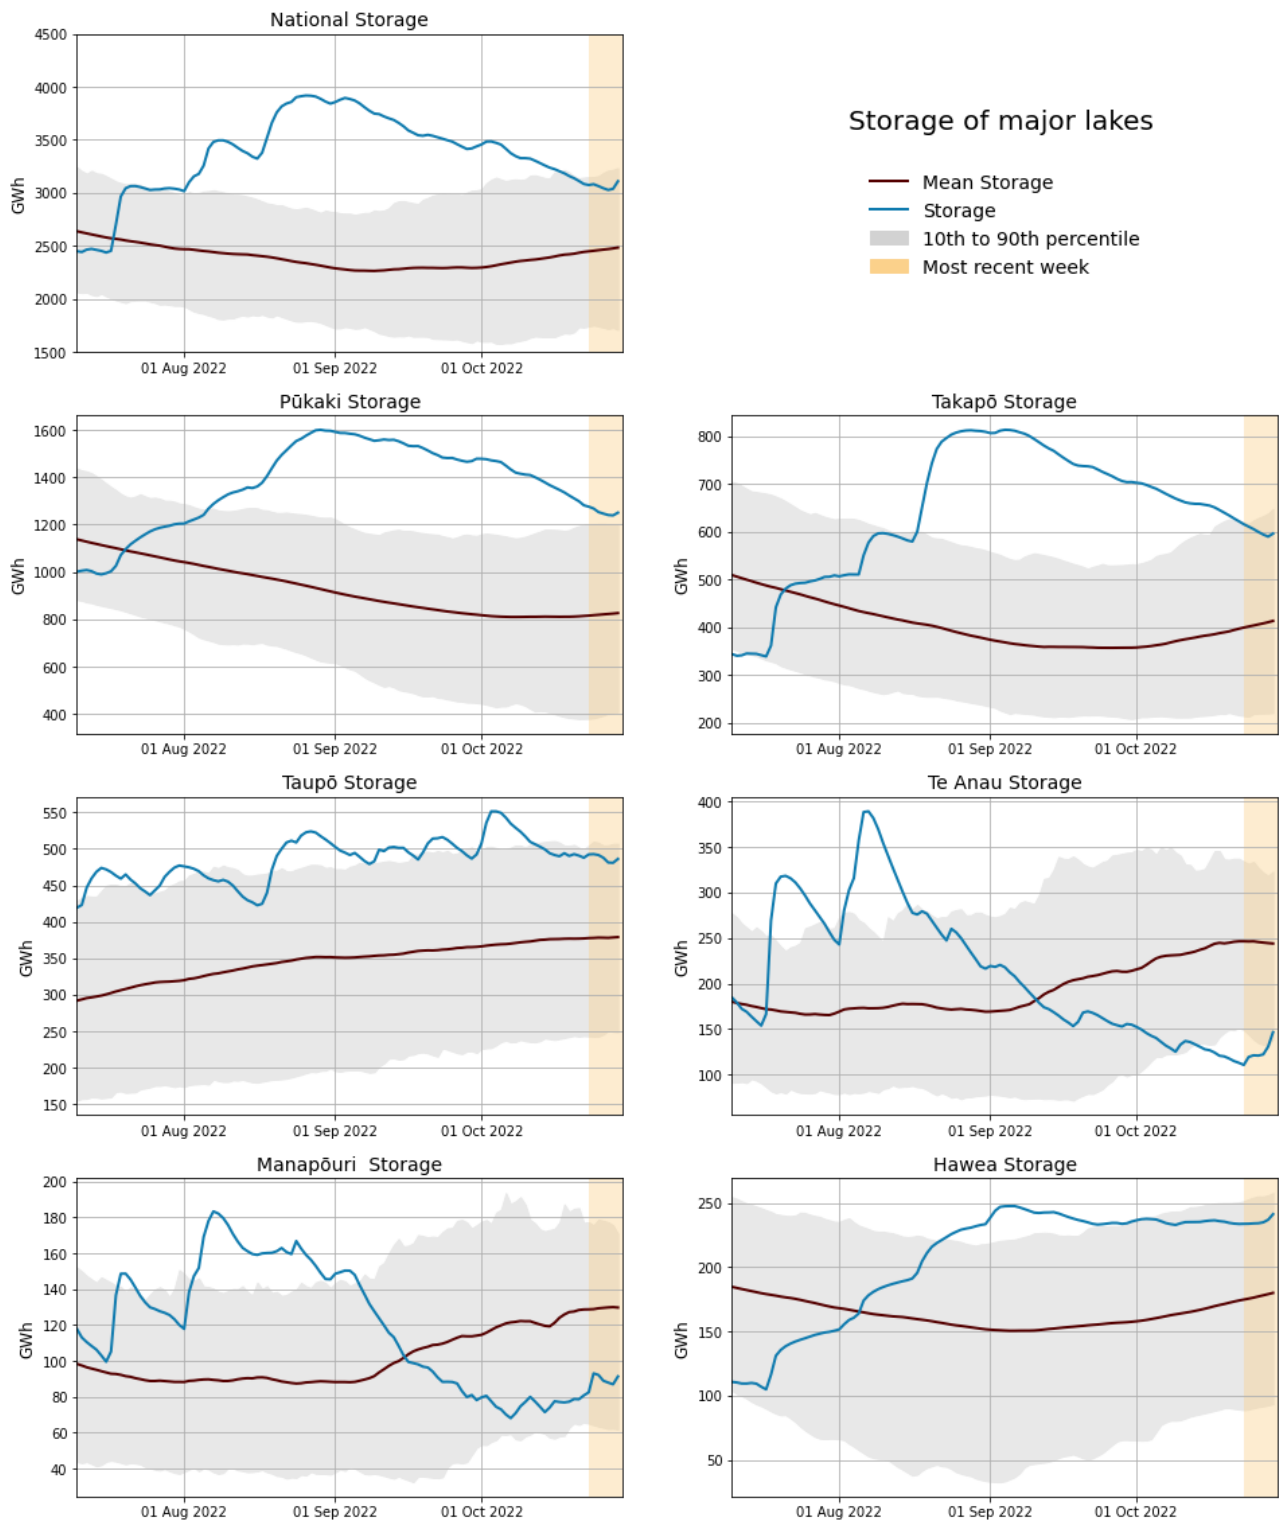 National Storage
4500
4000
3500
3000
2500
2000
1500
GWh
01 Aug 2022 01 Sep 2022 01 Oct 2022
Storage of major lakes
Mean Storage
Storage
10th to 90th percentile
Most recent week
Pūkaki Storage
1600
1400
1200
1000
800
600
400
GWh
01 Aug 2022 01 Sep 2022 01 Oct 2022
Takapō Storage
800
700
600
500
400
300
200
GWh
01 Aug 2022 01 Sep 2022 01 Oct 2022
Taupō Storage
550
500
450
400
350
300
250
200
150
GWh
01 Aug 2022 01 Sep 2022 01 Oct 2022
Te Anau Storage
400
350
300
250
200
150
100
GWh
01 Aug 2022 01 Sep 2022 01 Oct 2022
Manapōuri  Storage
200
180
160
140
120
100
80
60
40
GWh
01 Aug 2022 01 Sep 2022 01 Oct 2022
Hawea Storage
250
200
150
100
50
GWh
01 Aug 2022 01 Sep 2022 01 Oct 2022